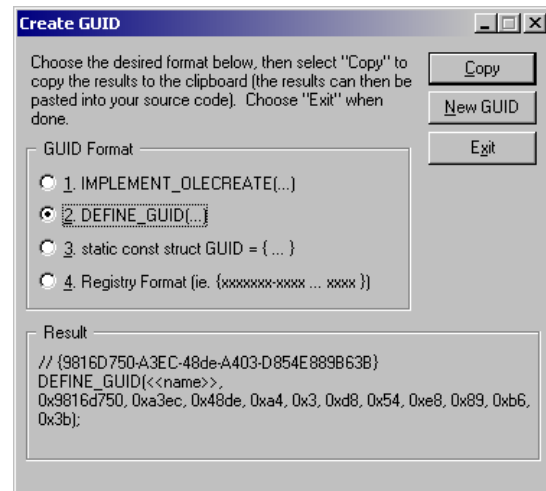 Create GUID
Choose the desired format below, then select "Copy" to
copy the results to the clipboard (the results can then be
pasted into your source code).  Choose "Exit" when
done.
Copy
New GUID
Exit
GUID Format
1. IMPLEMENT_OLECREATE(...)
2. DEFINE_GUID(...)
3. static const struct GUID = { ... }
4. Registry Format (ie. {xxxxxxx-xxxx ... xxxx })
Result
// {9816D750-A3EC-48de-A403-D854E889B63B}
DEFINE_GUID(<<name>>,
0x9816d750, 0xa3ec, 0x48de, 0xa4, 0x3, 0xd8, 0x54, 0xe8, 0x89, 0xb6,
0x3b);